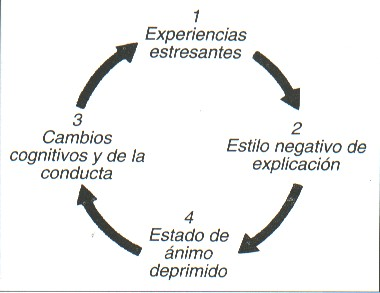 1
Experiencias
estresantes
2
Estilo negativo de
explicación
3
Cambios
cognitivos y de la
conducta
4
Estado de
ánimo
deprimido